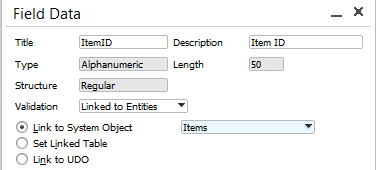 Field Data
Title ItemID Description Item ID
Type Alphanumeric Length 50
Structure Regular
Validation Linked to Entities
Link to System Object Items
Set Linked Table
Link to UDO